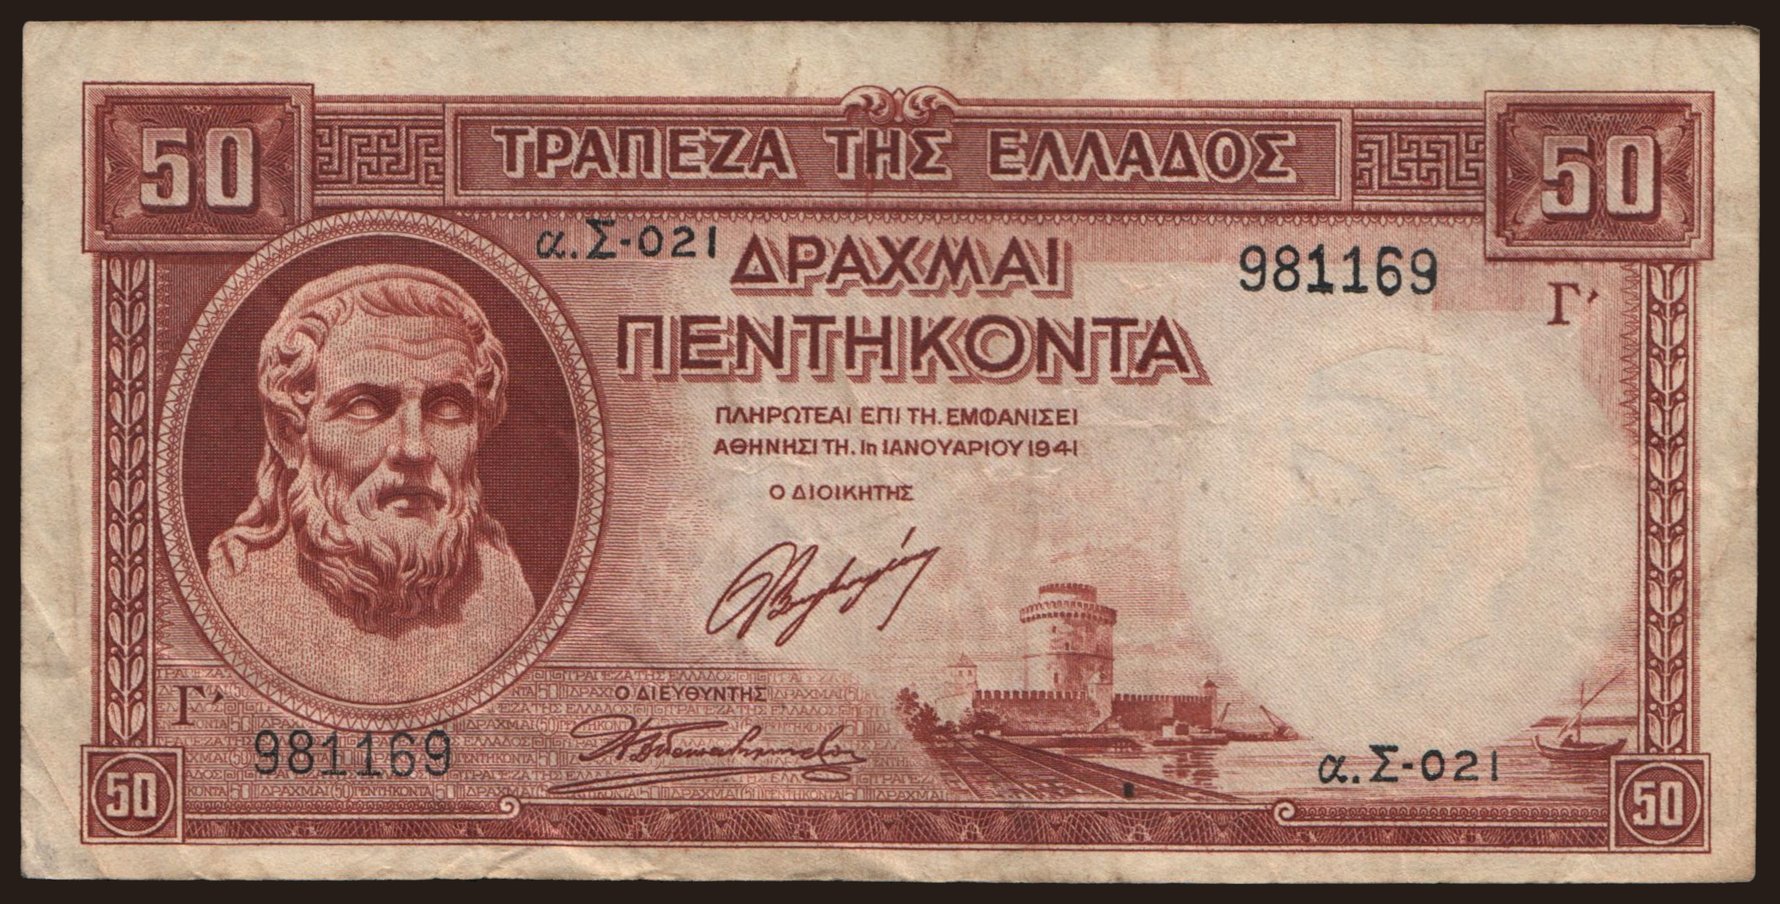 50 ΤΡΑΠΕΖΑ ΤΗΣ ΕΛΛΑΔΟΣ 50
α.Σ-021 981169
ΔΡΑΧΜΑΙ
Γ′
ΠΕΝΤΗΚΟΝΤΑ
ΠΛΗΡΩΤΕΑΙ ΕΠΙ ΤΗ. ΕΜΦΑΝΙΣΕΙ
ΑΘΗΝΗΣΙ ΤΗ. 1η ΙΑΝΟΥΑΡΙΟΥ 1941
Ο ΔΙΟΙΚΗΤΗΣ
Ο ΔΙΕΥΘΥΝΤΗΣ
Γ′
981169
α.Σ-021
50 50